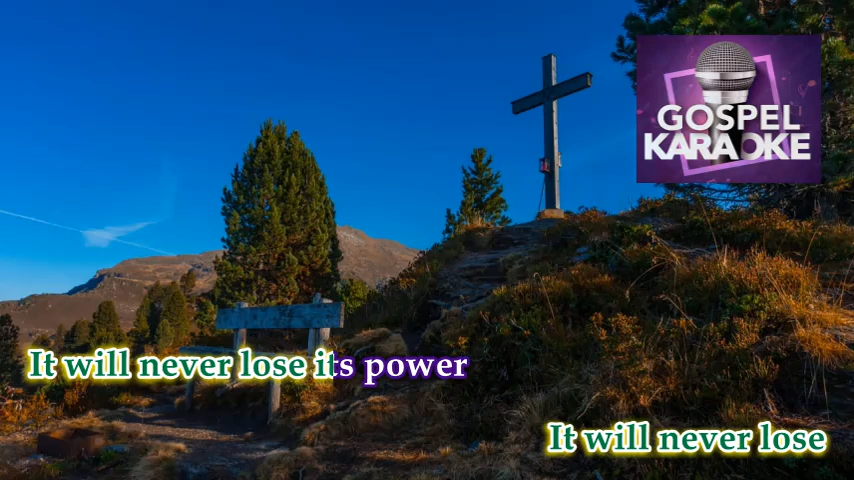 GOSPEL
KARAOKE
It will never lose its power
It will never lose